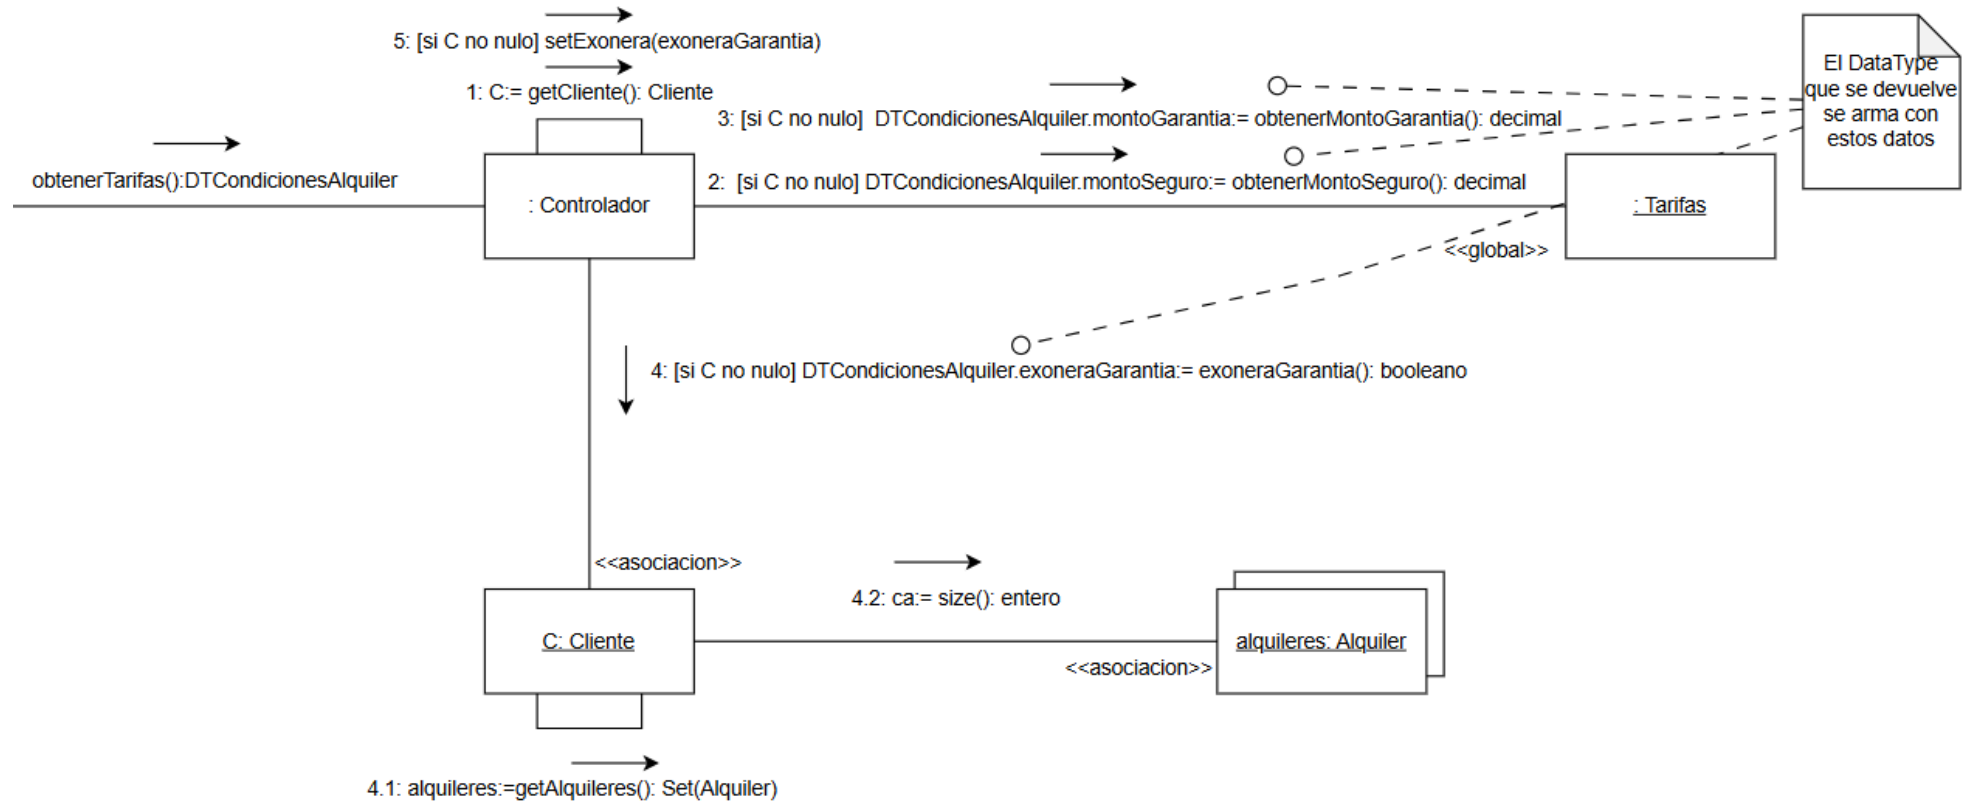 5: [si C no nulo] setExonera(exoneraGarantia)
1: C:= getCliente(): Cliente
El DataType
que se devuelve
se arma con
estos datos
3: [si C no nulo]  DTCondicionesAlquiler.montoGarantia:= obtenerMontoGarantia(): decimal
obtenerTarifas():DTCondicionesAlquiler
2:  [si C no nulo] DTCondicionesAlquiler.montoSeguro:= obtenerMontoSeguro(): decimal
: Controlador
: Tarifas
<<global>>
4: [si C no nulo] DTCondicionesAlquiler.exoneraGarantia:= exoneraGarantia(): booleano
<<asociacion>>
4.2: ca:= size(): entero
C: Cliente
alquileres: Alquiler
<<asociacion>>
4.1: alquileres:=getAlquileres(): Set(Alquiler)